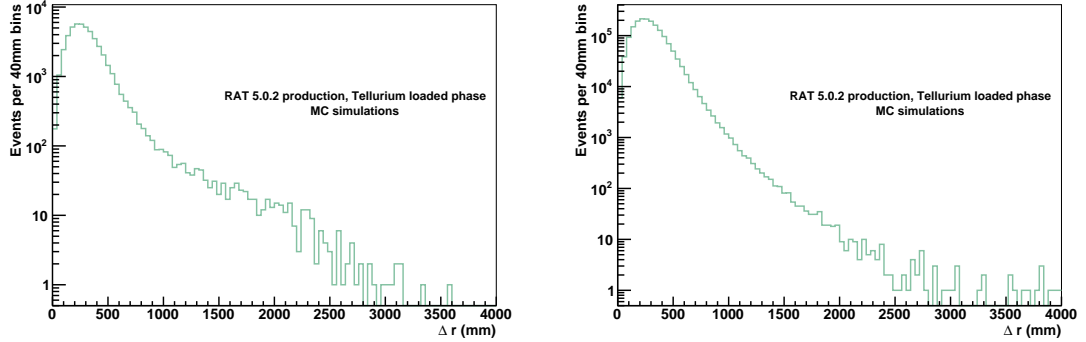 Events per 40mm bins
10⁴
10³
10²
10
1
RAT 5.0.2 production, Tellurium loaded phase
MC simulations
0 500 1000 1500 2000 2500 3000 3500 4000
Δ r (mm)
Events per 40mm bins
10⁵
10⁴
10³
10²
10
1
RAT 5.0.2 production, Tellurium loaded phase
MC simulations
0 500 1000 1500 2000 2500 3000 3500 4000
Δ r (mm)